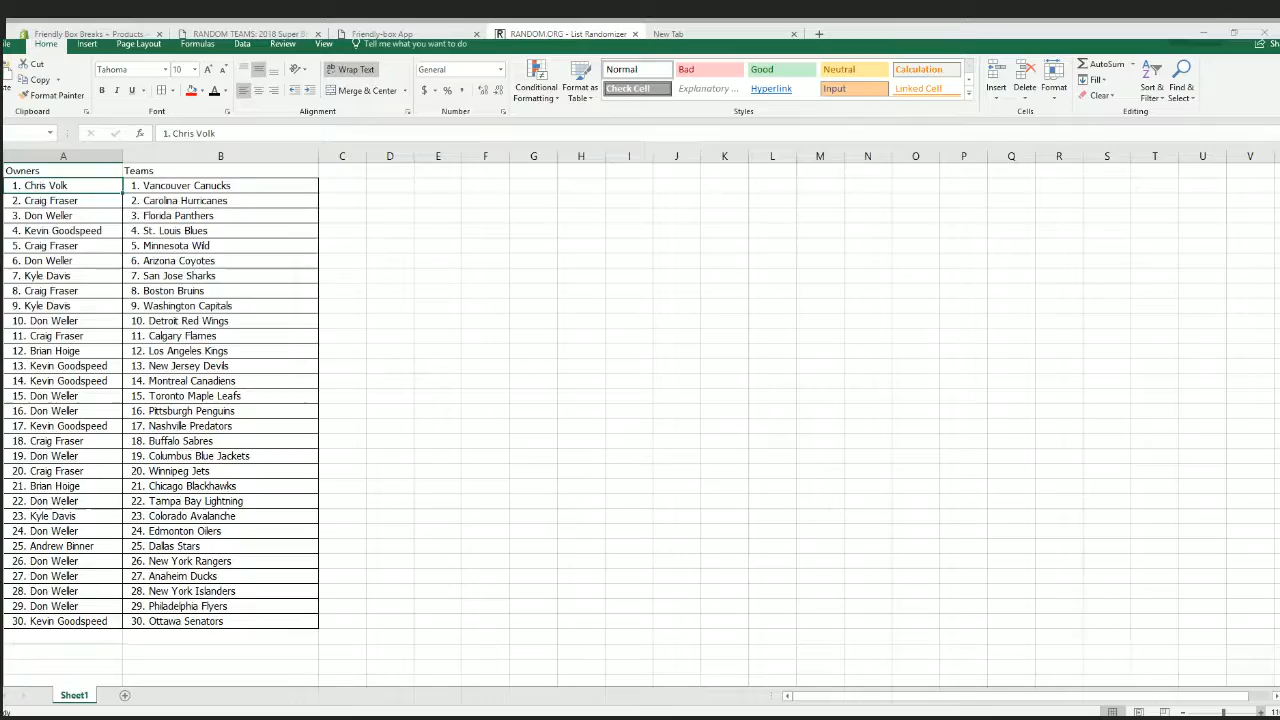 Friendly Box Breaks ~ Products ~
RANDOM TEAMS: 2018 Super B
Friendly-box App
RANDOM.ORG - List Randomizer
New Tab
Home Insert Page Layout Formulas Data Review View Tell me what you want to do
Cut
Copy
Format Painter
Clipboard
Tahoma
10
B I U
Font
Wrap Text
Merge & Center
Alignment
General
$ % ,
Number
Conditional Formatting
Format as Table
Normal Bad Good Neutral Calculation
Check Cell Explanatory ... Hyperlink Input Linked Cell
Styles
Insert Delete Format
Cells
AutoSum
Fill
Clear
Sort & Filter
Find & Select
Editing
1. Chris Volk
A B C D E F G H I J K L M N O P Q R S T U V
Owners Teams
1. Chris Volk 1. Vancouver Canucks
2. Craig Fraser 2. Carolina Hurricanes
3. Don Weller 3. Florida Panthers
4. Kevin Goodspeed 4. St. Louis Blues
5. Craig Fraser 5. Minnesota Wild
6. Don Weller 6. Arizona Coyotes
7. Kyle Davis 7. San Jose Sharks
8. Craig Fraser 8. Boston Bruins
9. Kyle Davis 9. Washington Capitals
10. Don Weller 10. Detroit Red Wings
11. Craig Fraser 11. Calgary Flames
12. Brian Hoige 12. Los Angeles Kings
13. Kevin Goodspeed 13. New Jersey Devils
14. Kevin Goodspeed 14. Montreal Canadiens
15. Don Weller 15. Toronto Maple Leafs
16. Don Weller 16. Pittsburgh Penguins
17. Kevin Goodspeed 17. Nashville Predators
18. Craig Fraser 18. Buffalo Sabres
19. Don Weller 19. Columbus Blue Jackets
20. Craig Fraser 20. Winnipeg Jets
21. Brian Hoige 21. Chicago Blackhawks
22. Don Weller 22. Tampa Bay Lightning
23. Kyle Davis 23. Colorado Avalanche
24. Don Weller 24. Edmonton Oilers
25. Andrew Binner 25. Dallas Stars
26. Don Weller 26. New York Rangers
27. Don Weller 27. Anaheim Ducks
28. Don Weller 28. New York Islanders
29. Don Weller 29. Philadelphia Flyers
30. Kevin Goodspeed 30. Ottawa Senators
Sheet1